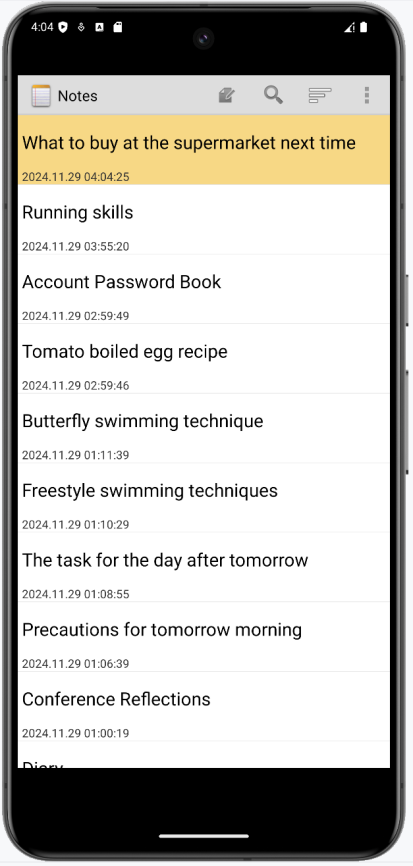 4:04
Notes
What to buy at the supermarket next time
2024.11.29 04:04:25
Running skills
2024.11.29 03:55:20
Account Password Book
2024.11.29 02:59:49
Tomato boiled egg recipe
2024.11.29 02:59:46
Butterfly swimming technique
2024.11.29 01:11:39
Freestyle swimming techniques
2024.11.29 01:10:29
The task for the day after tomorrow
2024.11.29 01:08:55
Precautions for tomorrow morning
2024.11.29 01:06:39
Conference Reflections
2024.11.29 01:00:19
Diary